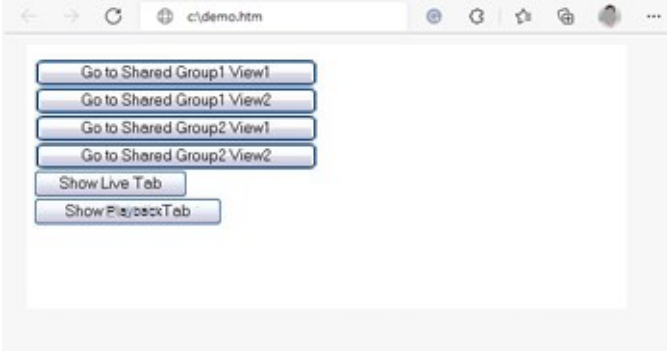 c:\demo.htm
Go to Shared Group1 View1
Go to Shared Group1 View2
Go to Shared Group2 View1
Go to Shared Group2 View2
Show Live Tab
Show Playback Tab